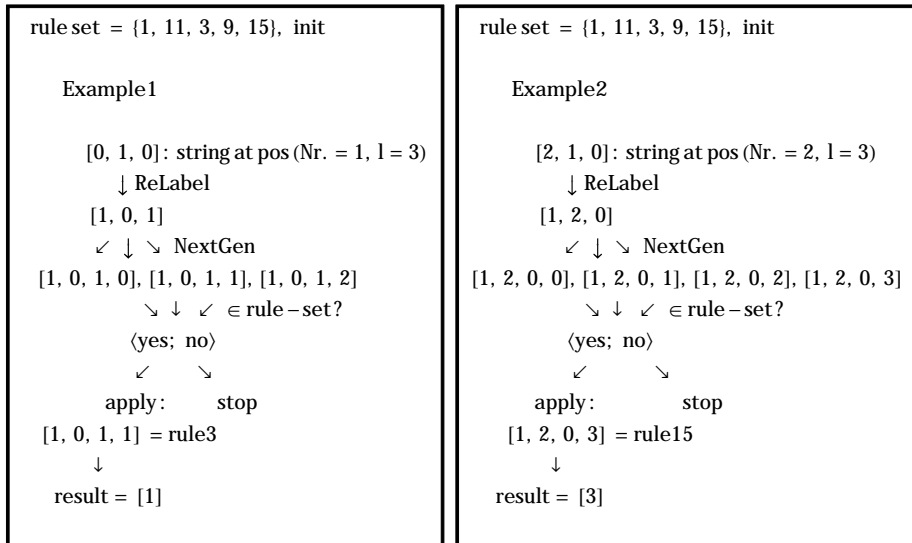 rule set = {1, 11, 3, 9, 15}, init
Example1
[0, 1, 0]: string at pos (Nr. = 1, l = 3)
↓ ReLabel
[1, 0, 1]
↙ ↓ ↘ NextGen
[1, 0, 1, 0], [1, 0, 1, 1], [1, 0, 1, 2]
↘ ↓ ↙ ∈ rule – set?
⟨yes; no⟩
↙ ↘
apply: stop
[1, 0, 1, 1] = rule3
↓
result = [1]
rule set = {1, 11, 3, 9, 15}, init
Example2
[2, 1, 0]: string at pos (Nr. = 2, l = 3)
↓ ReLabel
[1, 2, 0]
↙ ↓ ↘ NextGen
[1, 2, 0, 0], [1, 2, 0, 1], [1, 2, 0, 2], [1, 2, 0, 3]
↘ ↓ ↙ ∈ rule – set?
⟨yes; no⟩
↙ ↘
apply: stop
[1, 2, 0, 3] = rule15
↓
result = [3]